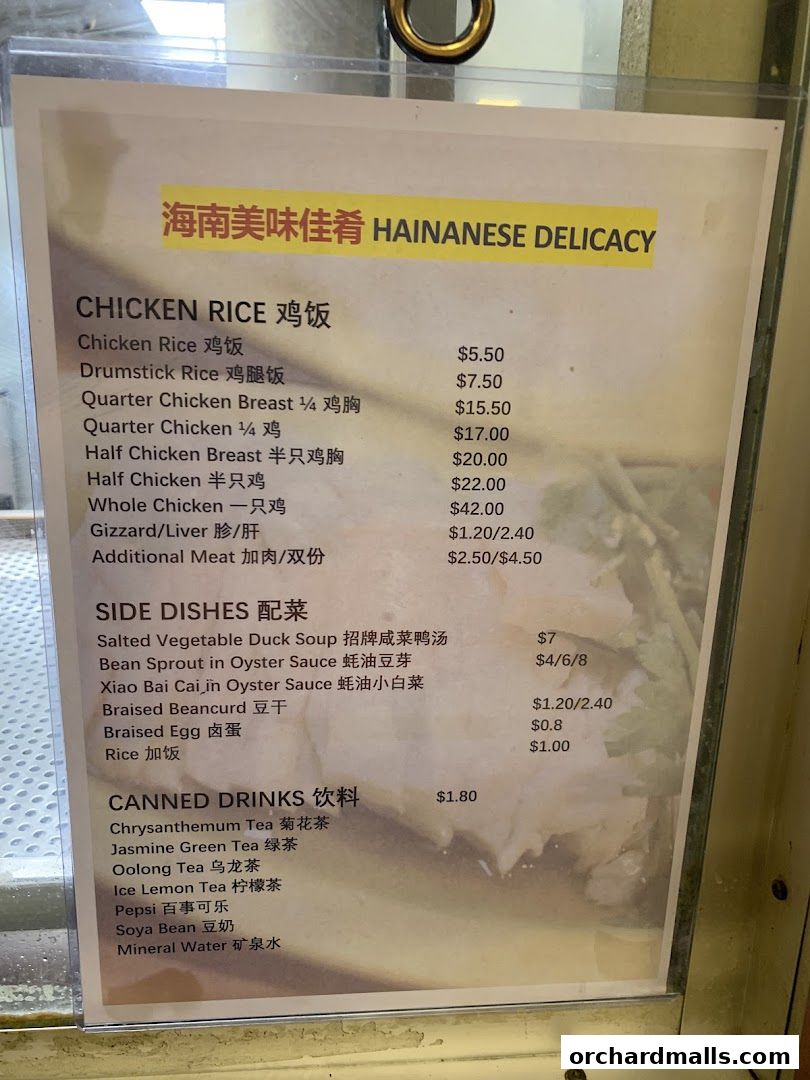 海南美味佳肴 HAINANESE DELICACY
CHICKEN RICE 鸡饭
Chicken Rice 鸡饭 $5.50
Drumstick Rice 鸡腿饭 $7.50
Quarter Chicken Breast ¼ 鸡胸 $15.50
Quarter Chicken ¼ 鸡 $17.00
Half Chicken Breast 半只鸡胸 $20.00
Half Chicken 半只鸡 $22.00
Whole Chicken 一只鸡 $42.00
Gizzard/Liver 胗/肝 $1.20/2.40
Additional Meat 加肉/双份 $2.50/$4.50
SIDE DISHES 配菜
Salted Vegetable Duck Soup 招牌咸菜鸭汤 $7
Bean Sprout in Oyster Sauce 蚝油豆芽 $4/6/8
Xiao Bai Cai in Oyster Sauce 蚝油小白菜
Braised Beancurd 豆干 $1.20/2.40
Braised Egg 卤蛋 $0.8
Rice 加饭 $1.00
CANNED DRINKS 饮料 $1.80
Chrysanthemum Tea 菊花茶
Jasmine Green Tea 绿茶
Oolong Tea 乌龙茶
Ice Lemon Tea 柠檬茶
Pepsi 百事可乐
Soya Bean 豆奶
Mineral Water 矿泉水
orchardmalls.com